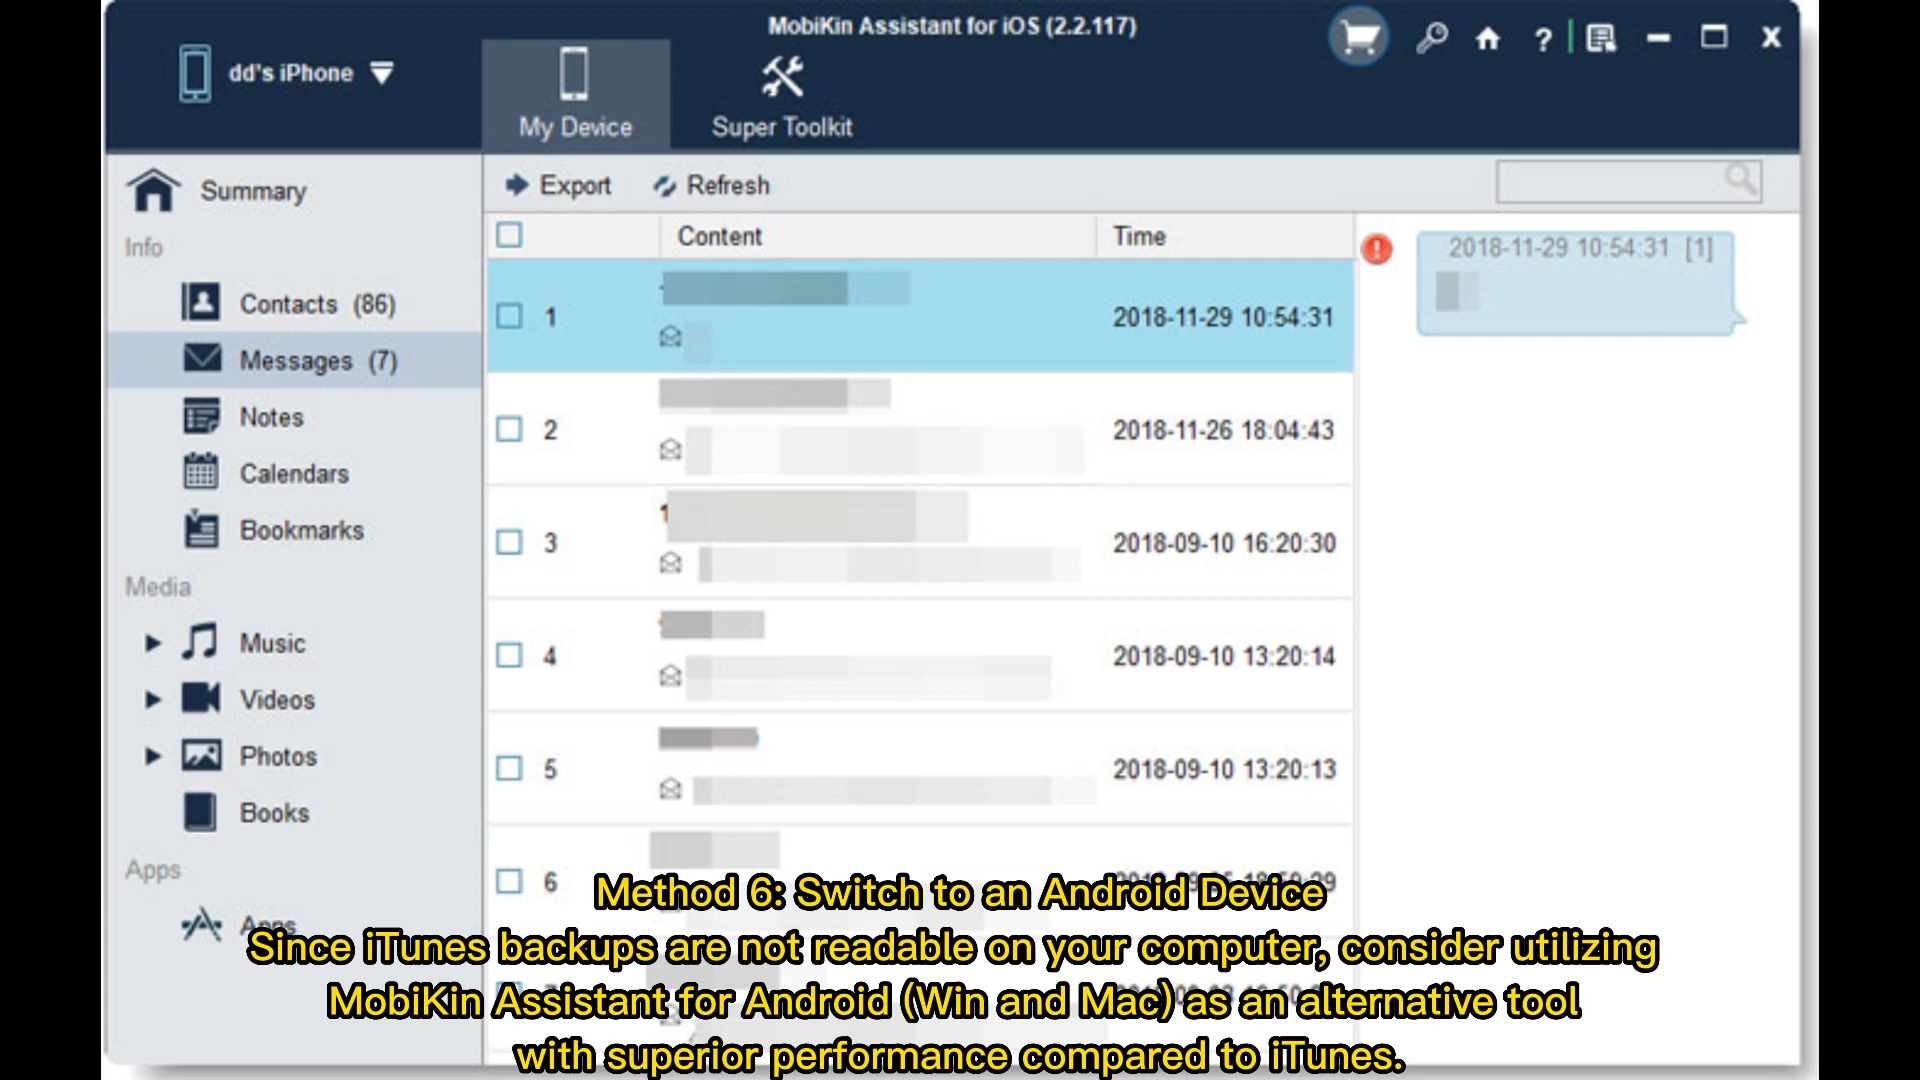 MobiKin Assistant for iOS (2.2.117)
dd's iPhone
My Device
Super Toolkit
?
Summary
Info
Contacts (86)
Messages (7)
Notes
Calendars
Bookmarks
Media
Music
Videos
Photos
Books
Apps
Apps
Export
Refresh
Content
Time
1
2018-11-29 10:54:31
2
2018-11-26 18:04:43
3
2018-09-10 16:20:30
4
2018-09-10 13:20:14
5
2018-09-10 13:20:13
6
2018-11-29 10:54:31 [1]
Method 6: Switch to an Android Device
Since iTunes backups are not readable on your computer, consider utilizing
MobiKin Assistant for Android (Win and Mac) as an alternative tool
with superior performance compared to iTunes.